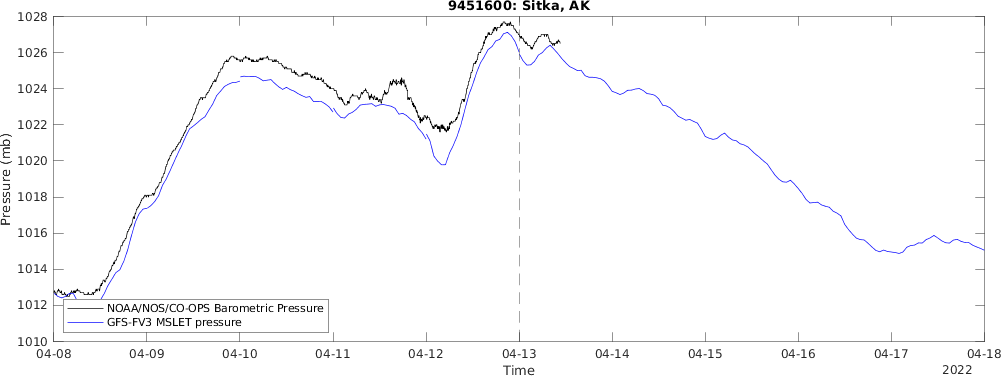 9451600: Sitka, AK
1028
1026
1024
1022
1020
1018
1016
1014
1012
1010
Pressure (mb)
NOAA/NOS/CO-OPS Barometric Pressure
GFS-FV3 MSLET pressure
04-08 04-09 04-10 04-11 04-12 04-13 04-14 04-15 04-16 04-17 04-18
Time
2022